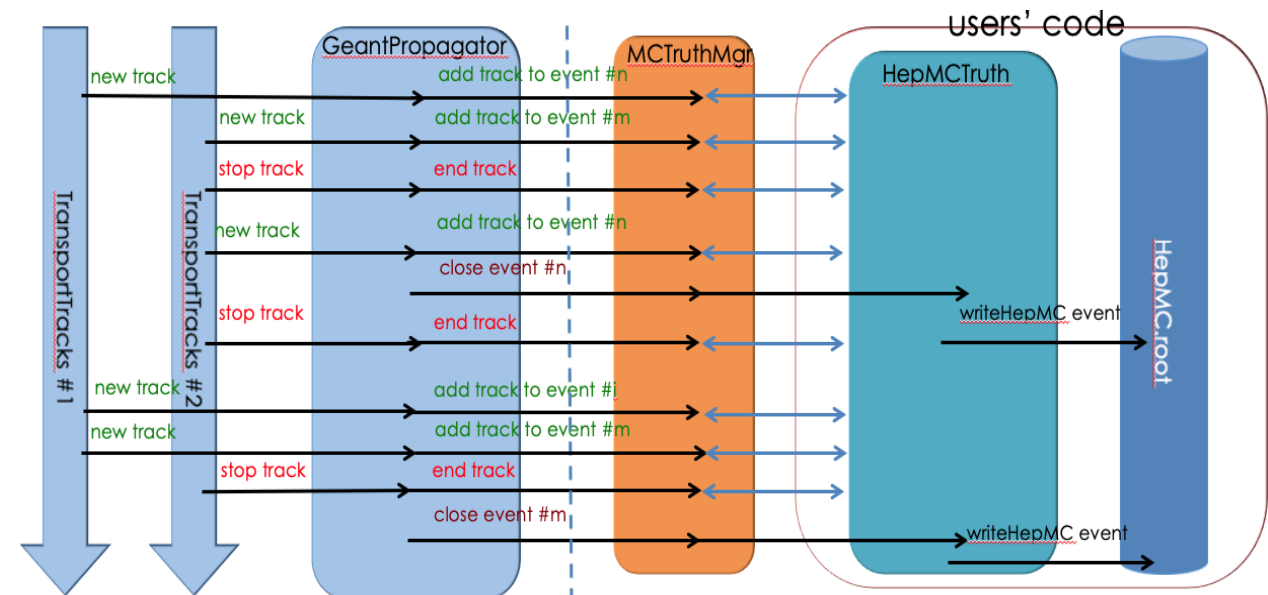 users' code
GeantPropagator
MCTruthMgr
HepMCTruth
new track
add track to event #n
new track
add track to event #m
stop track
end track
TransportTracks #1
TransportTracks #2
new track
add track to event #n
HepMC.root
close event #n
stop track
end track
writeHepMC event
new track
add track to event #i
new track
add track to event #m
stop track
end track
close event #m
writeHepMC event